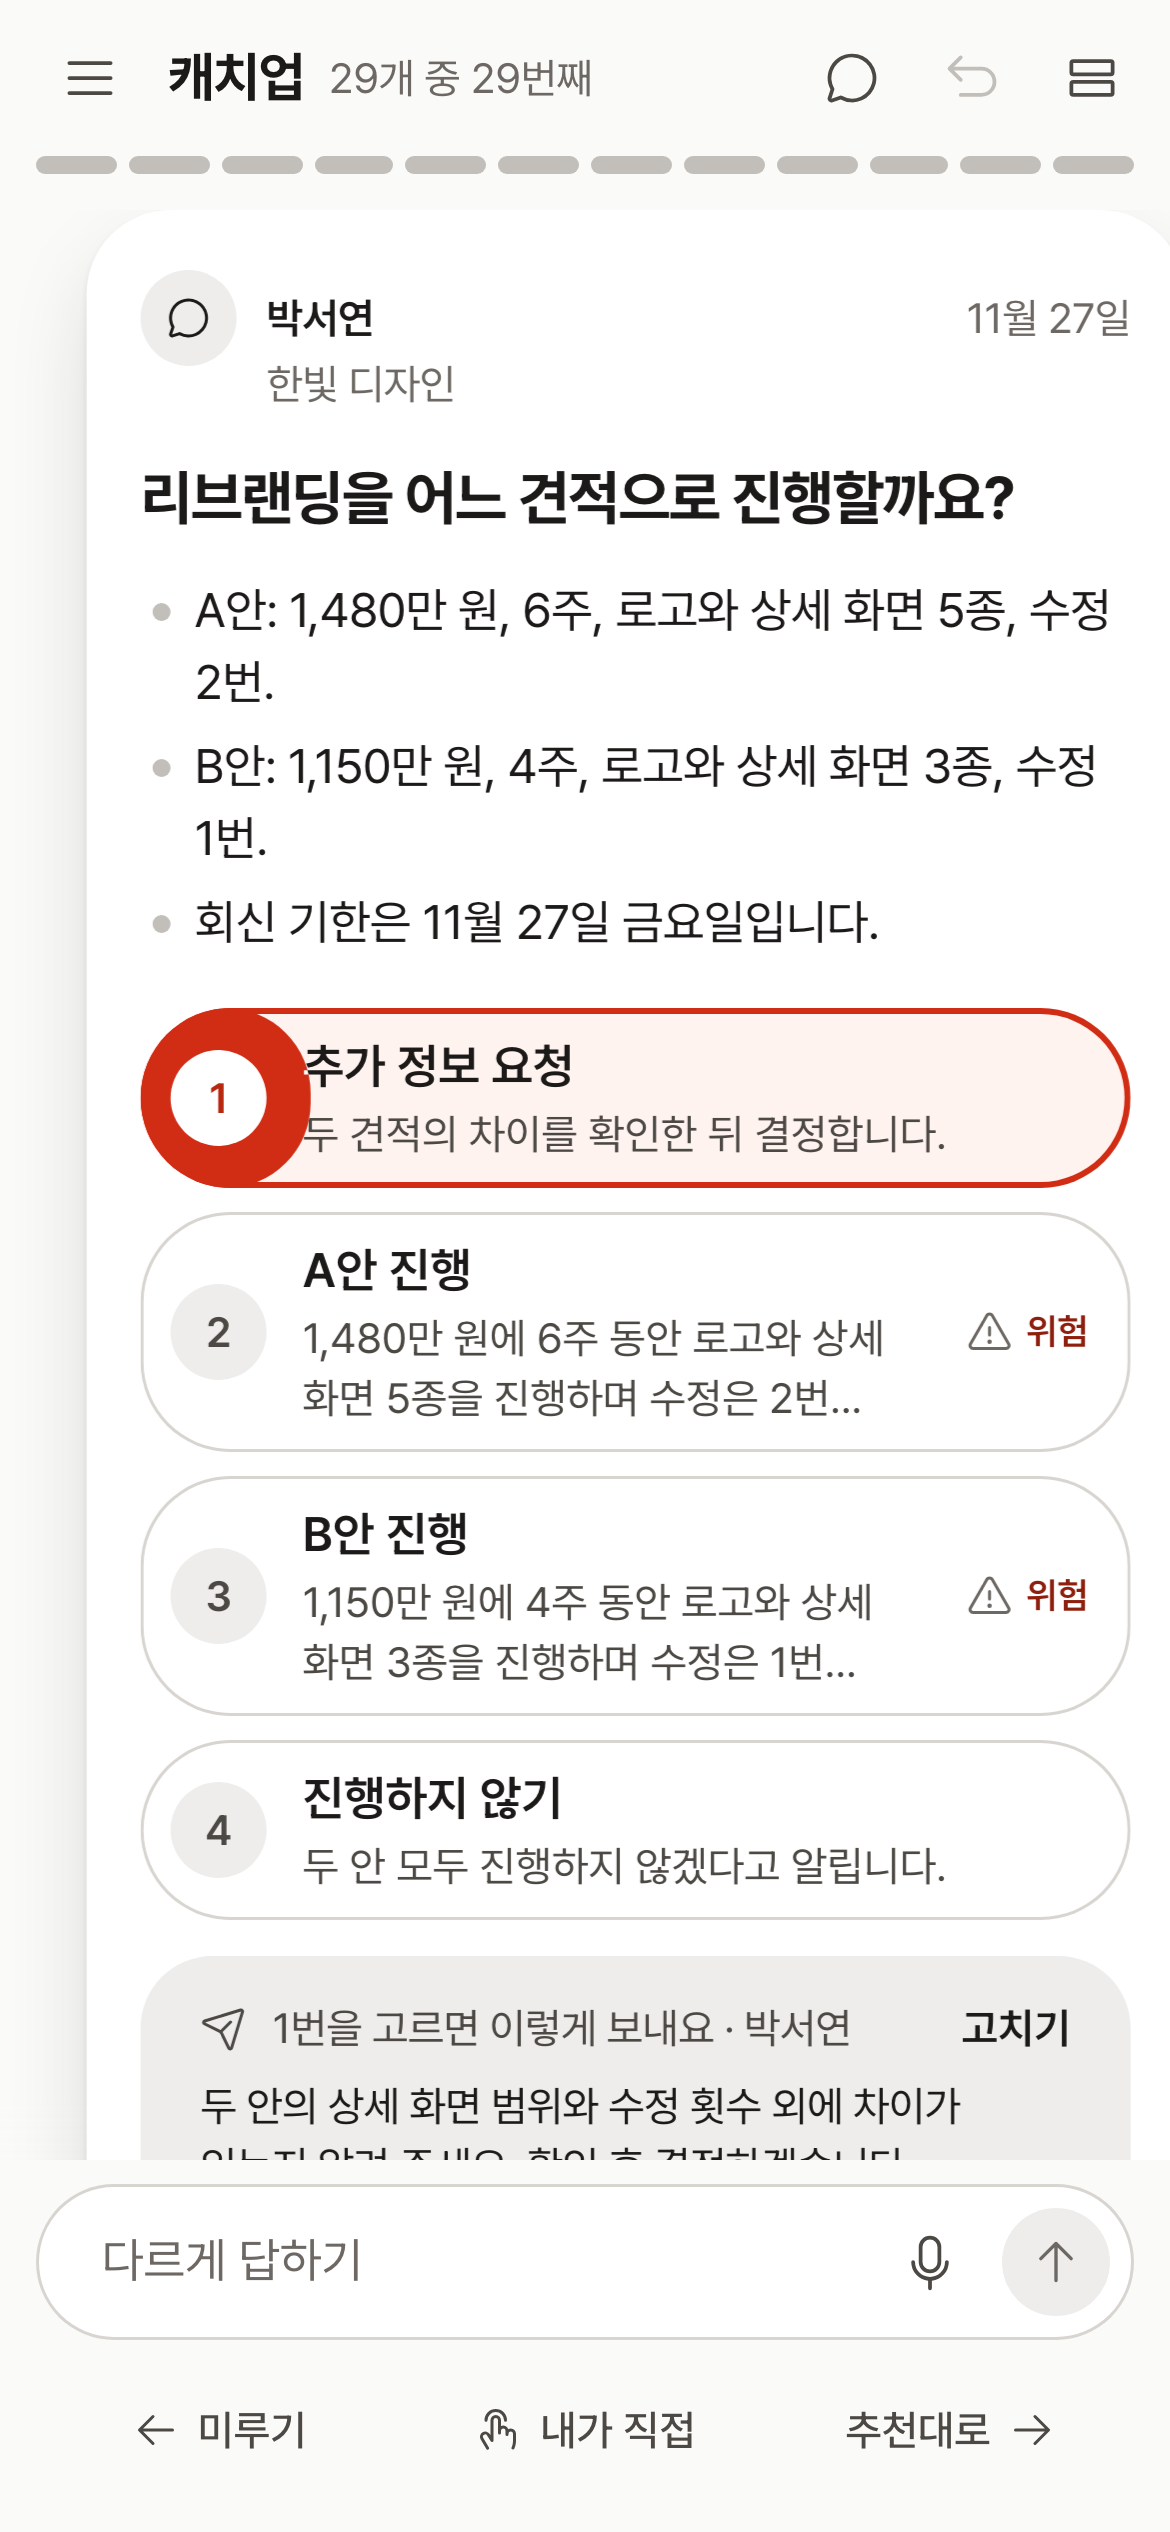 캐치업 29개 중 29번째
박서연 11월 27일
한빛 디자인
리브랜딩을 어느 견적으로 진행할까요?
A안: 1,480만 원, 6주, 로고와 상세 화면 5종, 수정
2번.
B안: 1,150만 원, 4주, 로고와 상세 화면 3종, 수정
1번.
회신 기한은 11월 27일 금요일입니다.
1
추가 정보 요청
두 견적의 차이를 확인한 뒤 결정합니다.
2
A안 진행
1,480만 원에 6주 동안 로고와 상세
화면 5종을 진행하며 수정은 2번...
위험
3
B안 진행
1,150만 원에 4주 동안 로고와 상세
화면 3종을 진행하며 수정은 1번...
위험
4
진행하지 않기
두 안 모두 진행하지 않겠다고 알립니다.
1번을 고르면 이렇게 보내요 · 박서연 고치기
두 안의 상세 화면 범위와 수정 횟수 외에 차이가
다르게 답하기
미루기 내가 직접 추천대로